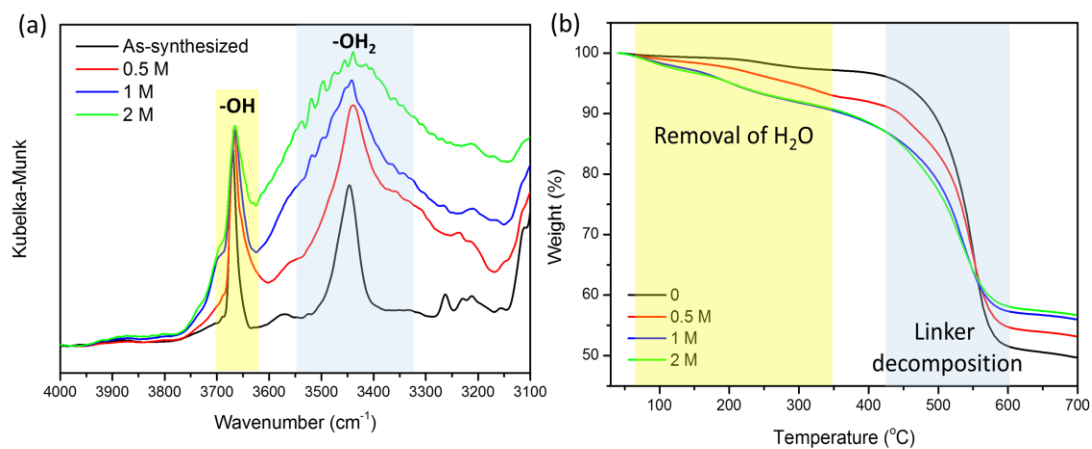 (a)
-OH₂
As-synthesized
0.5 M
1 M
2 M
-OH
Kubelka-Munk
4000 3900 3800 3700 3600 3500 3400 3300 3200 3100
Wavenumber (cm⁻¹)
(b)
100
90
80
70
60
50
Weight (%)
Removal of H₂O
0
0.5 M
1 M
2 M
Linker
decomposition
100 200 300 400 500 600 700
Temperature (°C)